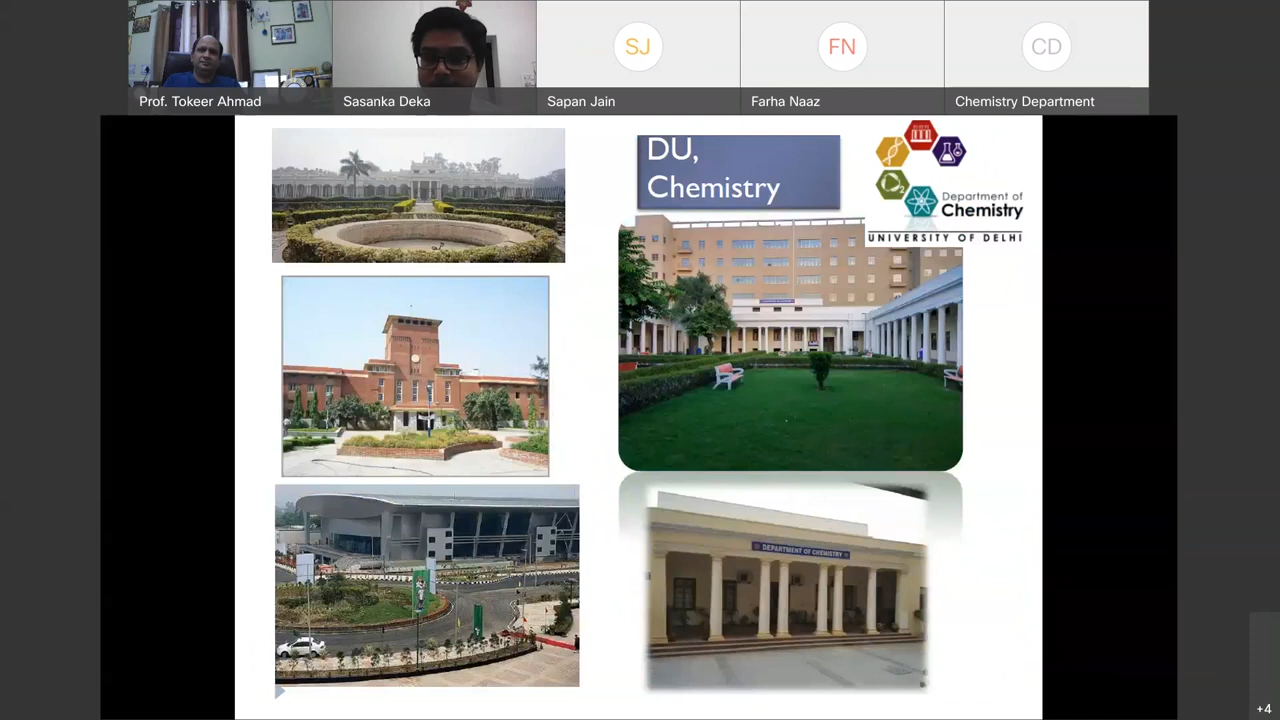 SJ
FN
CD
Prof. Tokeer Ahmad
Sasanka Deka
Sapan Jain
Farha Naaz
Chemistry Department
DU,
Chemistry
O2
Department of
Chemistry
UNIVERSITY OF DELHI
DEPARTMENT OF CHEMISTRY
+4